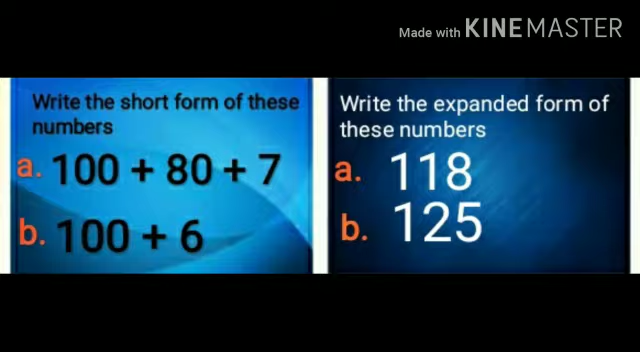 Made with KINEMASTER
Write the short form of these
numbers
a. 100 + 80 + 7
b. 100 + 6
Write the expanded form of
these numbers
a. 118
b. 125